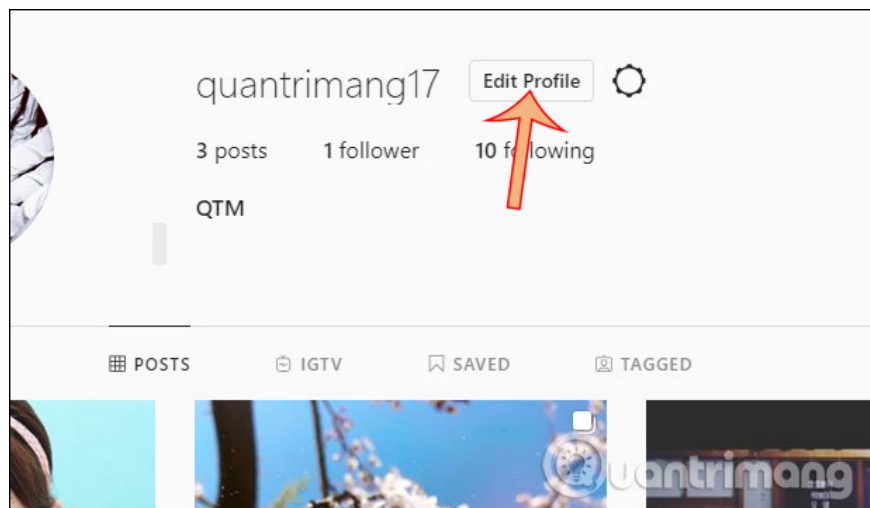 quantrimang17 Edit Profile
3 posts 1 follower 10 following
QTM
POSTS IGTV SAVED TAGGED
uantrimang